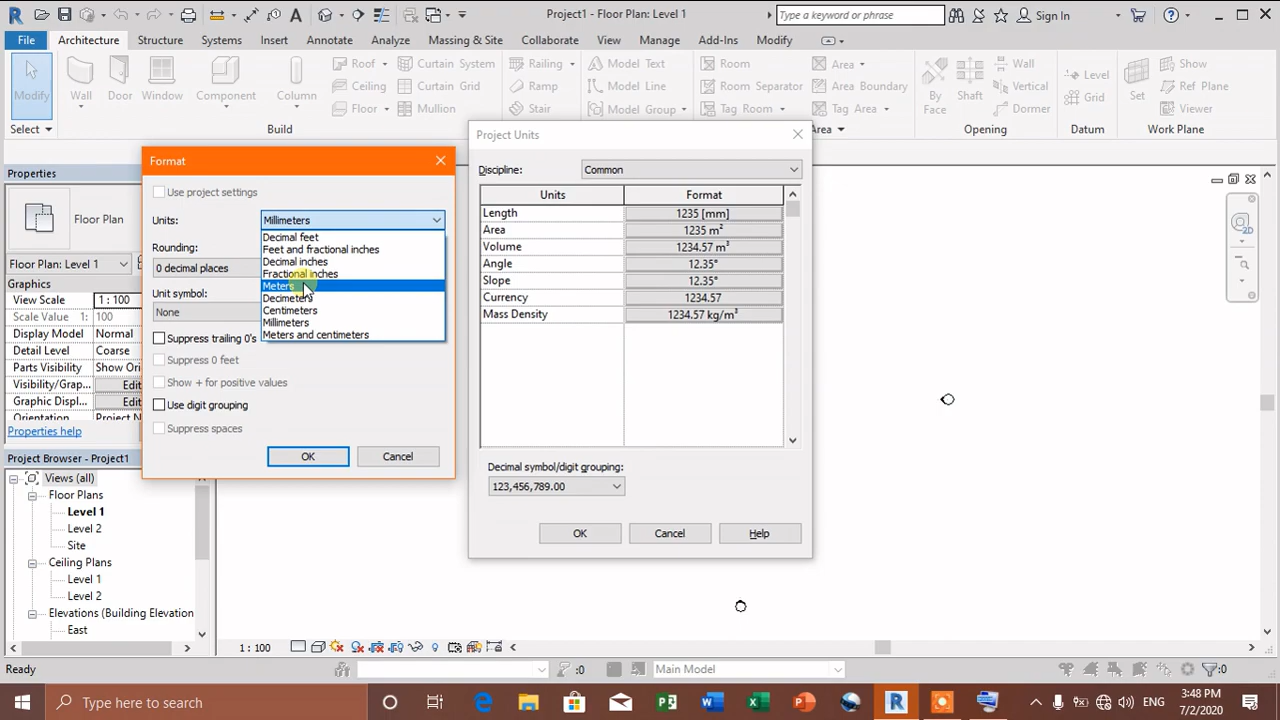 Project1 - Floor Plan: Level 1
Type a keyword or phrase
Sign In
File
Architecture
Structure
Systems
Insert
Annotate
Analyze
Massing & Site
Collaborate
View
Manage
Add-Ins
Modify
Modify
Wall
Door
Window
Component
Column
Roof
Ceiling
Floor
Curtain System
Curtain Grid
Mullion
Railing
Ramp
Stair
Model Text
Model Line
Model Group
Room
Room Separator
Tag Room
Area
Area Boundary
Tag Area
By
Face
Shaft
Wall
Vertical
Dormer
Level
Grid
Set
Show
Ref Plane
Viewer
Select
Build
Area
Opening
Datum
Work Plane
Properties
Floor Plan
Floor Plan: Level 1
Graphics
View Scale
1 : 100
Scale Value 1:
100
Display Model
Normal
Detail Level
Coarse
Parts Visibility
Show Ori
Visibility/Grap...
Edit
Graphic Displ...
Edit
Orientation
Project N
Properties help
Project Browser - Project1
Views (all)
Floor Plans
Level 1
Level 2
Site
Ceiling Plans
Level 1
Level 2
Elevations (Building Elevation
East
Format
Use project settings
Units:
Millimeters
Decimal feet
Feet and fractional inches
Decimal inches
Fractional inches
Meters
Decimeters
Centimeters
Millimeters
Meters and centimeters
Rounding:
0 decimal places
Unit symbol:
None
Suppress trailing 0's
Suppress 0 feet
Show + for positive values
Use digit grouping
Suppress spaces
OK
Cancel
Project Units
Discipline:
Common
Units
Format
Length
1235 [mm]
Area
1235 m²
Volume
1234.57 m³
Angle
12.35°
Slope
12.35°
Currency
1234.57
Mass Density
1234.57 kg/m³
Decimal symbol/digit grouping:
123,456,789.00
OK
Cancel
Help
2D
1 : 100
Ready
:0
Main Model
:0
Type here to search
ENG
3:48 PM
7/2/2020